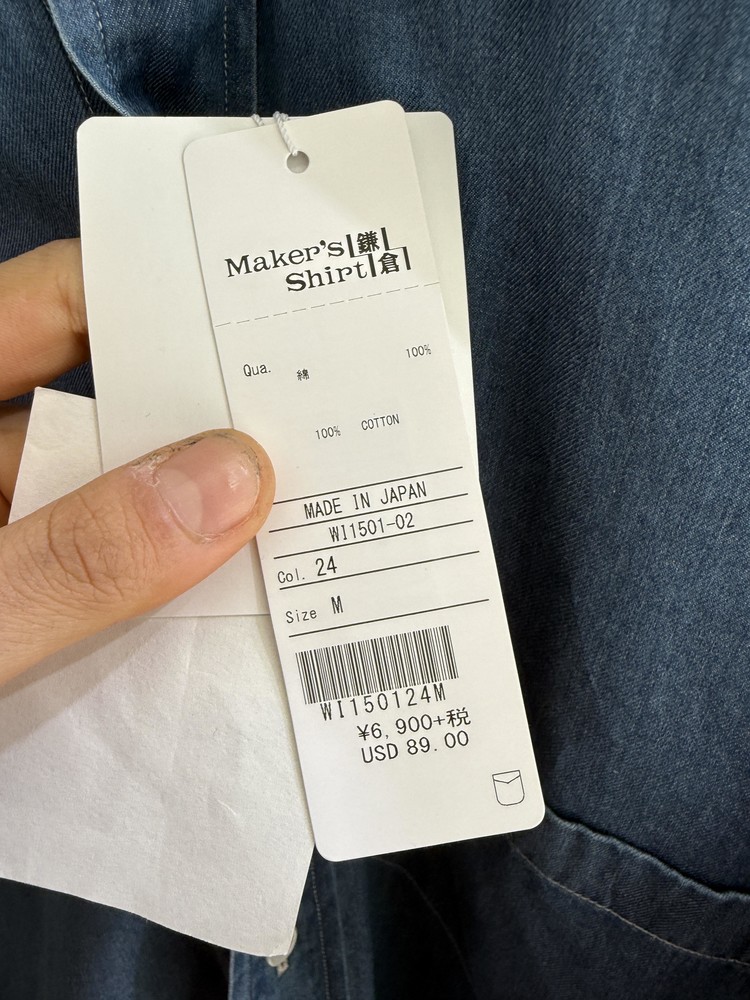 Maker's 鎌
Shirt 倉
Qua. 綿 100%
100% COTTON
MADE IN JAPAN
WI1501-02
Col. 24
Size M
WI150124M
¥6,900+税
USD 89.00